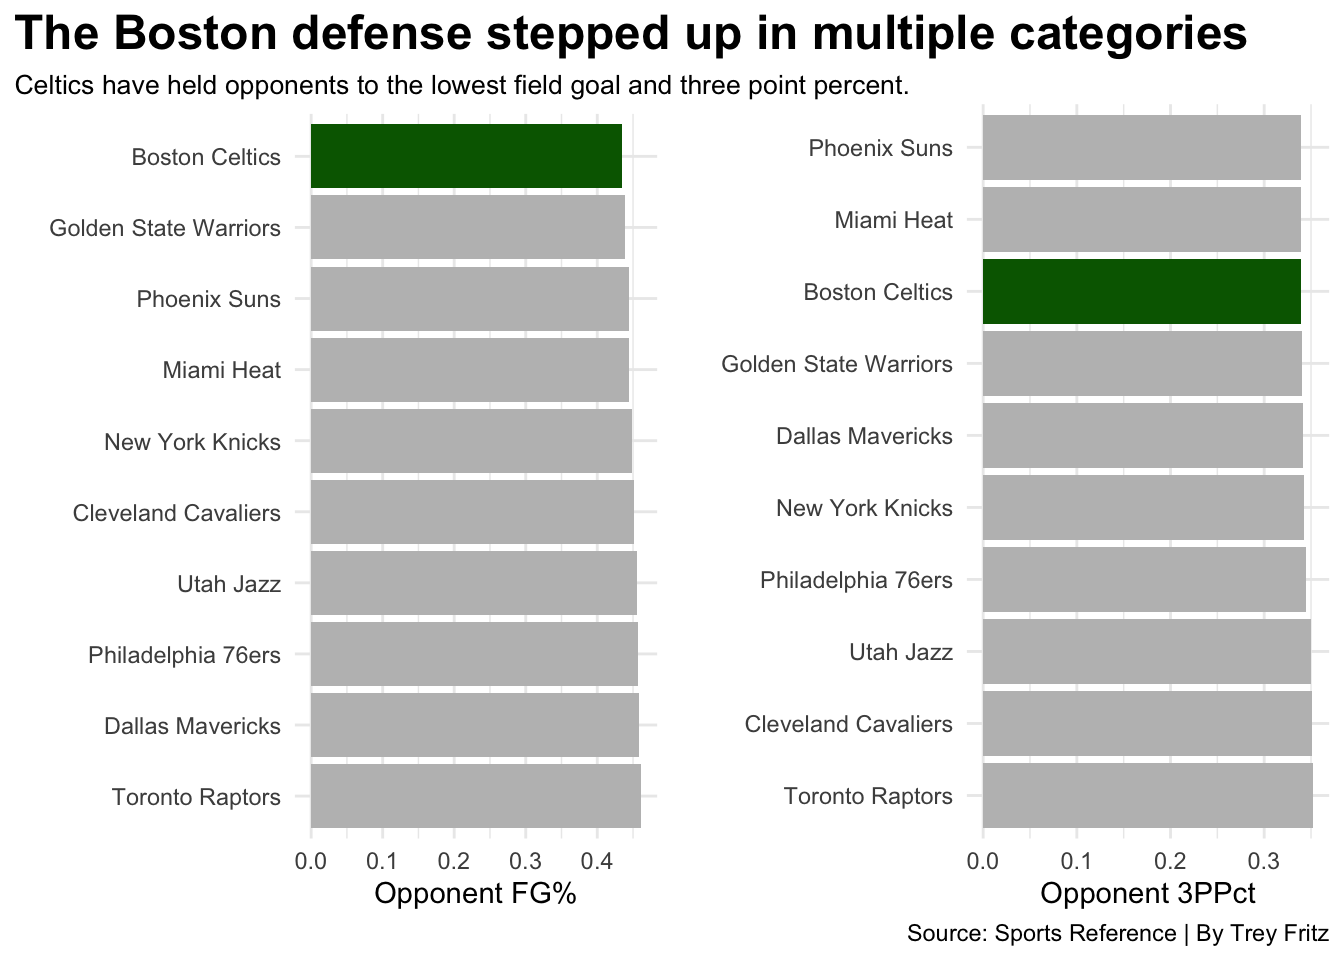 The Boston defense stepped up in multiple categories
Celtics have held opponents to the lowest field goal and three point percent.
Boston Celtics
Golden State Warriors
Phoenix Suns
Miami Heat
New York Knicks
Cleveland Cavaliers
Utah Jazz
Philadelphia 76ers
Dallas Mavericks
Toronto Raptors
0.0 0.1 0.2 0.3 0.4
Opponent FG%
Phoenix Suns
Miami Heat
Boston Celtics
Golden State Warriors
Dallas Mavericks
New York Knicks
Philadelphia 76ers
Utah Jazz
Cleveland Cavaliers
Toronto Raptors
0.0 0.1 0.2 0.3
Opponent 3PPct
Source: Sports Reference | By Trey Fritz